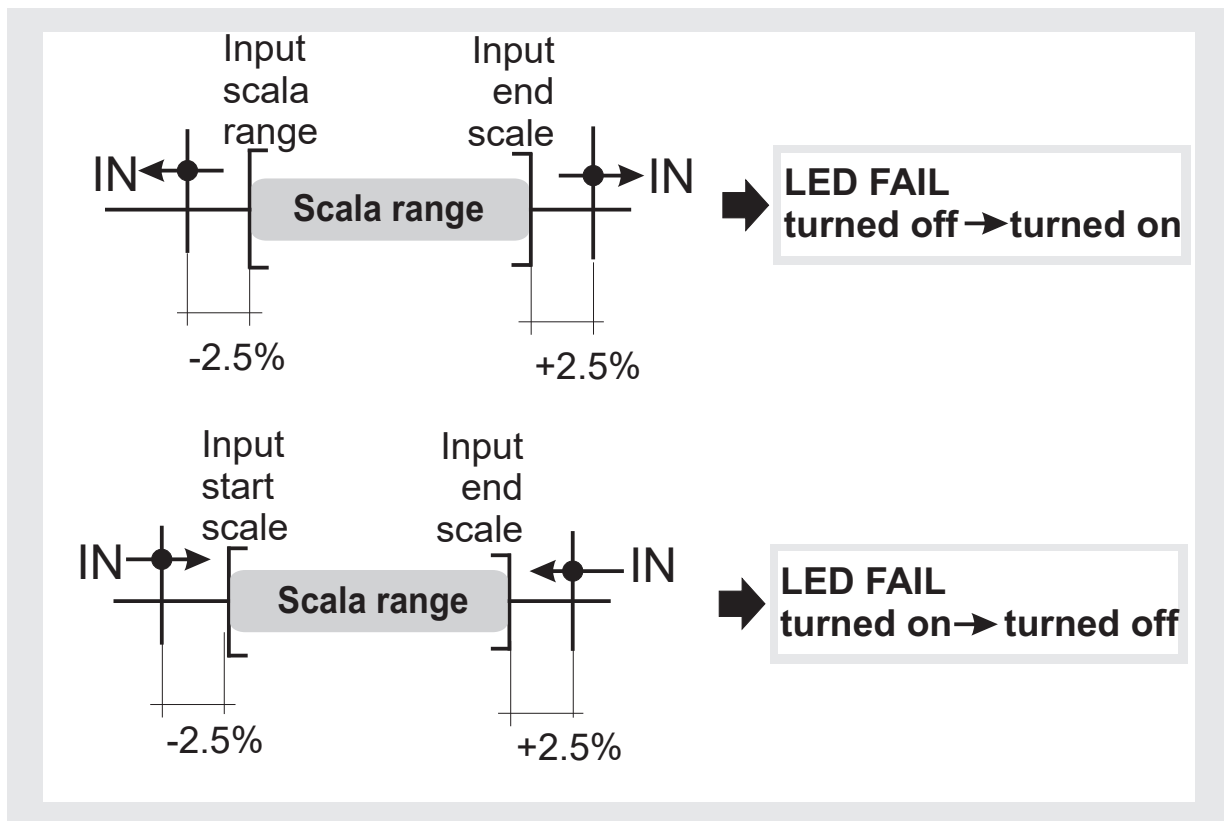 Input
scala
range
Input
end
scale
IN
IN
Scala range
LED FAIL
turned off turned on
-2.5%
+2.5%
Input
start
scale
Input
end
scale
IN
IN
Scala range
LED FAIL
turned on turned off
-2.5%
+2.5%